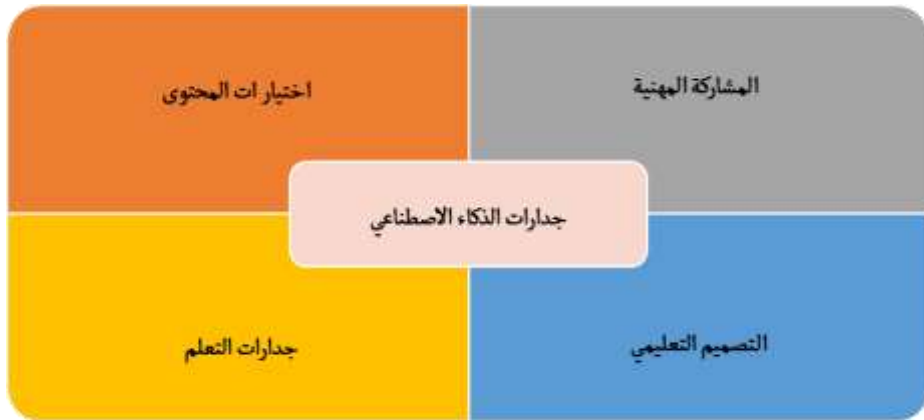 المشاركة المهنية
اختيار ات المحتوى
جدارات الذكاء الاصطناعي
التصميم التعليمي
جدارات التعلم